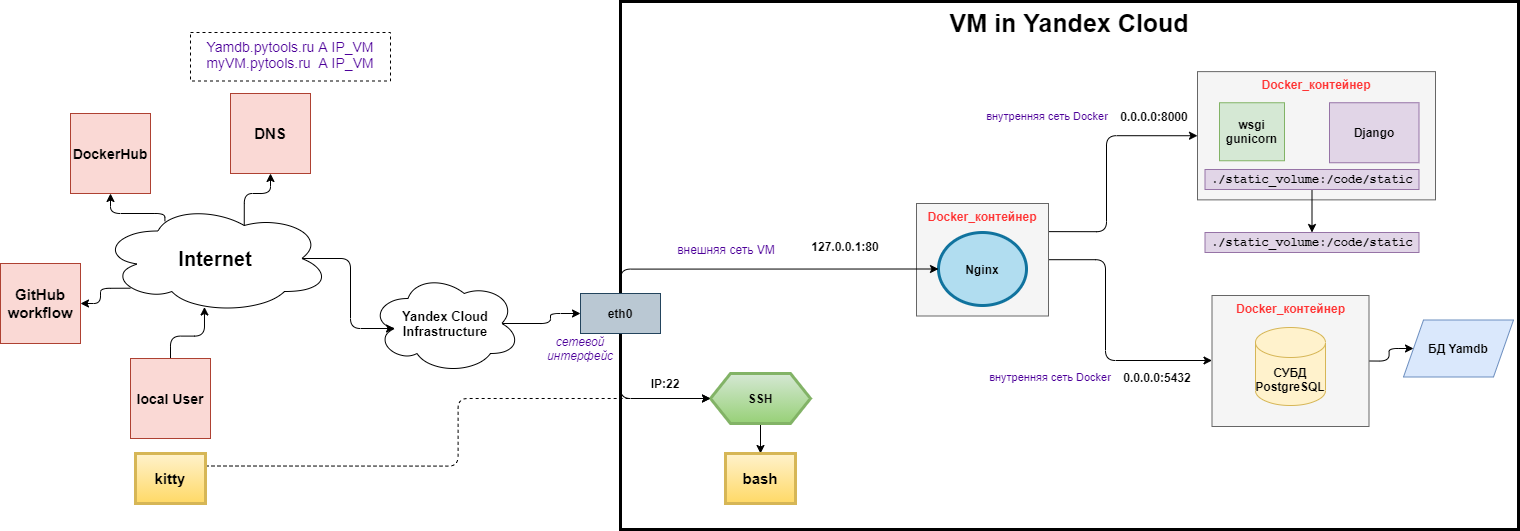 VM in Yandex Cloud
Yamdb.pytools.ru A IP_VM
myVM.pytools.ru A IP_VM
DNS
DockerHub
Internet
GitHub
workflow
local User
kitty
Yandex Cloud
Infrastructure
eth0
сетевой
интерфейс
внешняя сеть VM
127.0.0.1:80
IP:22
SSH
bash
Docker_контейнер
Nginx
внутренняя сеть Docker
0.0.0.0:8000
Docker_контейнер
wsgi
gunicorn
Django
./static_volume:/code/static
./static_volume:/code/static
внутренняя сеть Docker
0.0.0.0:5432
Docker_контейнер
СУБД
PostgreSQL
БД Yamdb